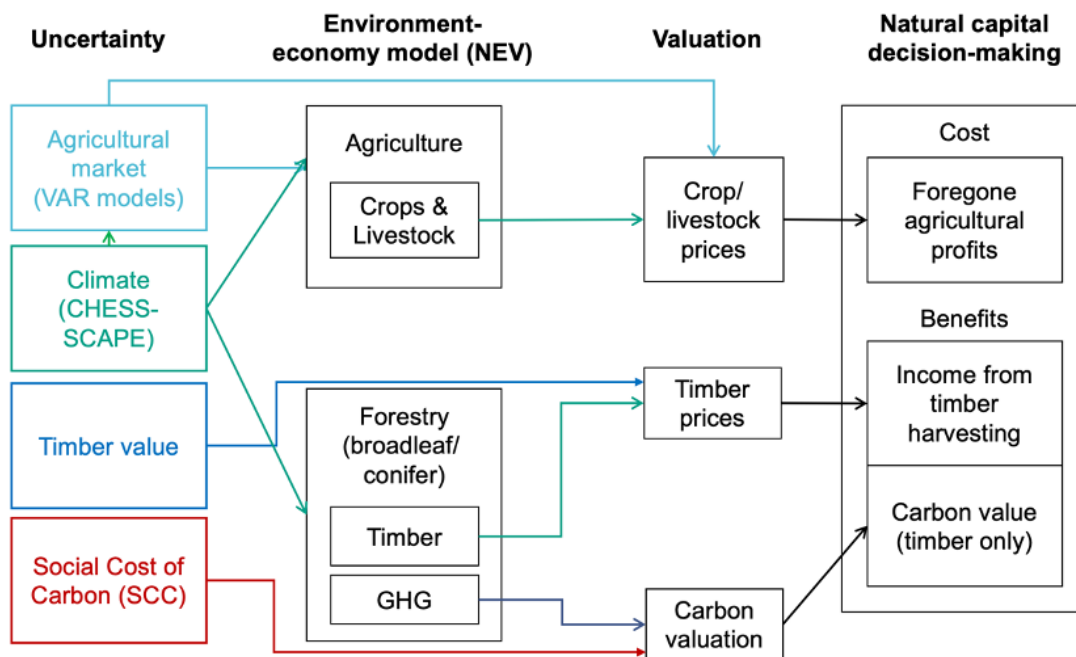 Uncertainty
Environment-
economy model (NEV)
Valuation
Natural capital
decision-making
Agricultural
market
(VAR models)
Climate
(CHESS-
SCAPE)
Timber value
Social Cost of
Carbon (SCC)
Agriculture
Crops &
Livestock
Forestry
(broadleaf/
conifer)
Timber
GHG
Crop/
livestock
prices
Timber
prices
Carbon
valuation
Cost
Foregone
agricultural
profits
Benefits
Income from
timber
harvesting
Carbon value
(timber only)